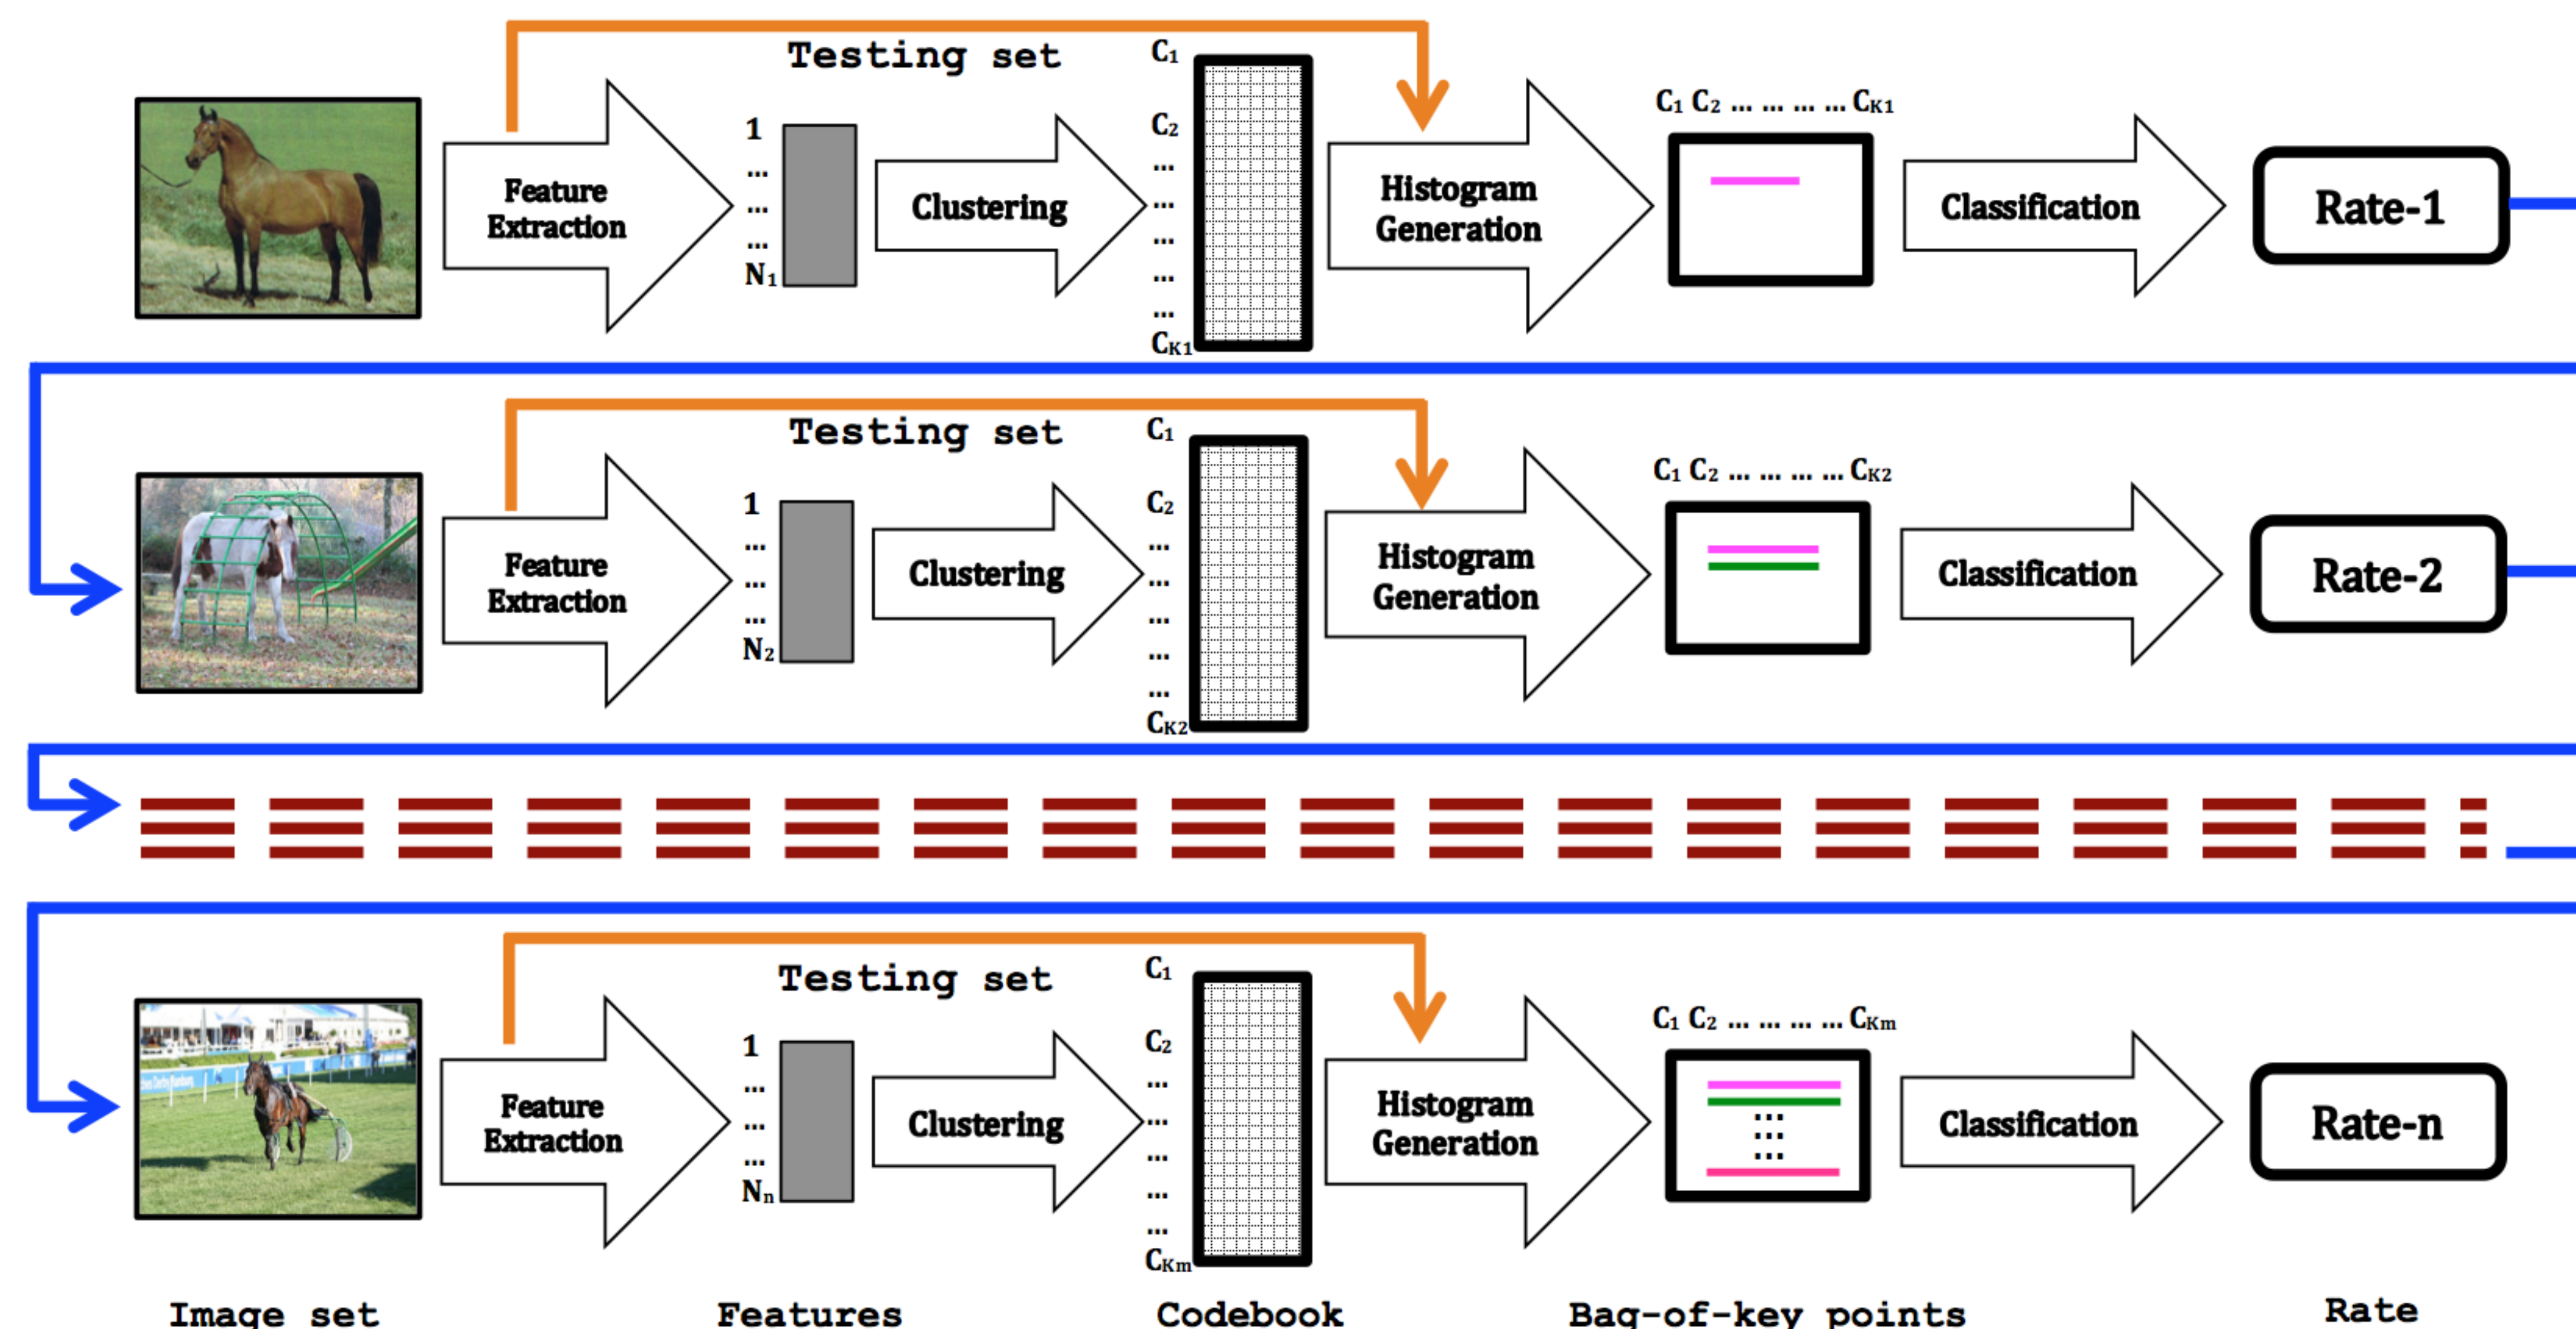 Testing set
Feature
Extraction
1
...
...
...
N1
Clustering
C1
C2
...
...
...
...
...
CK1
Histogram
Generation
C1 C2 ... ... ... ... CK1
Classification
Rate-1
Testing set
Feature
Extraction
1
...
...
...
N2
Clustering
C1
C2
...
...
...
...
...
CK2
Histogram
Generation
C1 C2 ... ... ... ... CK2
Classification
Rate-2
Testing set
Feature
Extraction
1
...
...
...
Nn
Clustering
C1
C2
...
...
...
...
...
CKm
Histogram
Generation
C1 C2 ... ... ... ... CKm
...
...
...
Classification
Rate-n
Image set
Features
Codebook
Bag-of-key points
Rate